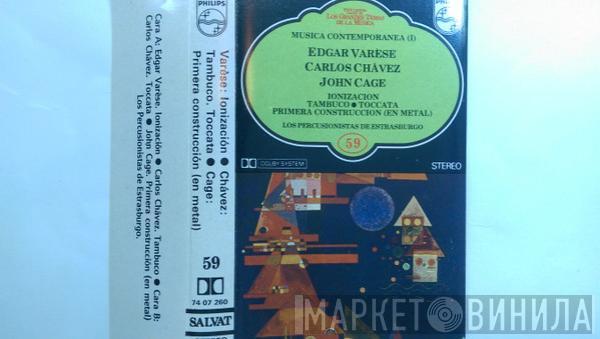 Cara A: Edgar Varèse, Ionización ● Carlos Chávez, Tambuco ● Cara B:
Carlos Chávez, Toccata ● John Cage, Primera construcción (en metal)
Los Percusionistas de Estrasburgo.
PHILIPS
Varèse: Ionización ● Chávez:
Tambuco. Toccata ● Cage:
Primera construcción (en metal)
59
74 07 260
SALVAT
PHILIPS
LOS GRANDES TEMAS
DE LA MUSICA
MUSICA CONTEMPORANEA (I)
EDGAR VARÈSE
CARLOS CHÁVEZ
JOHN CAGE
IONIZACION
TAMBUCO ● TOCCATA
PRIMERA CONSTRUCCION (EN METAL)
LOS PERCUSIONISTAS DE ESTRASBURGO
59
DOLBY SYSTEM
STEREO
МАРКЕТ ВИНИЛА